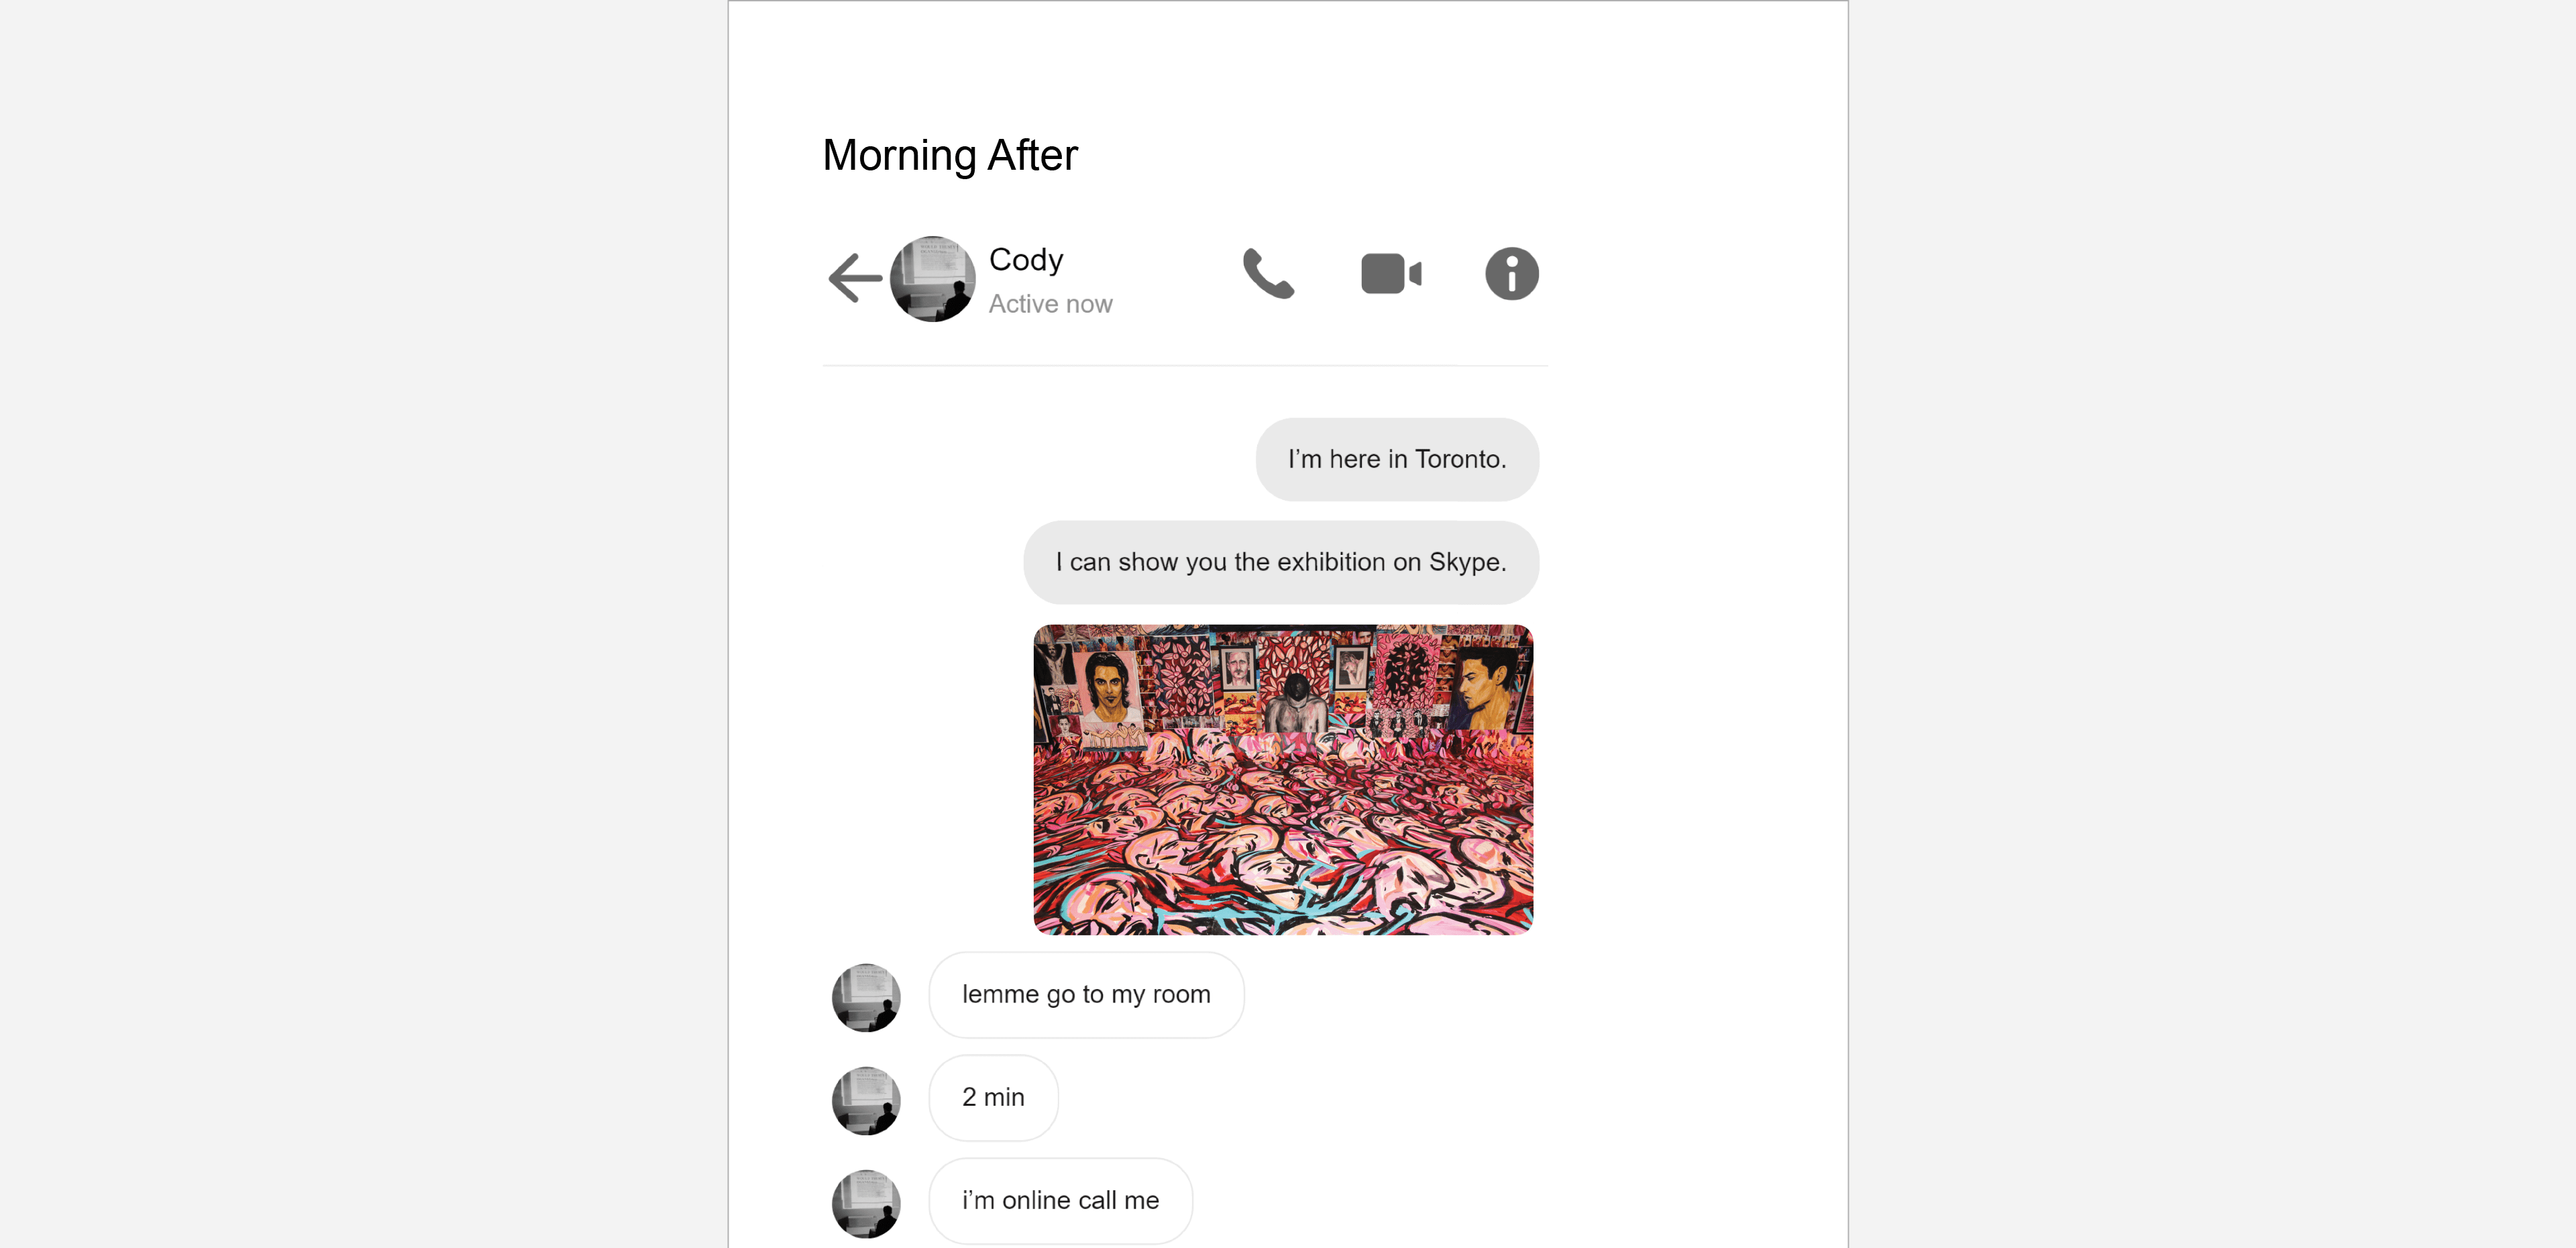 Morning After
Cody
Active now
I’m here in Toronto.
I can show you the exhibition on Skype.
lemme go to my room
2 min
i’m online call me